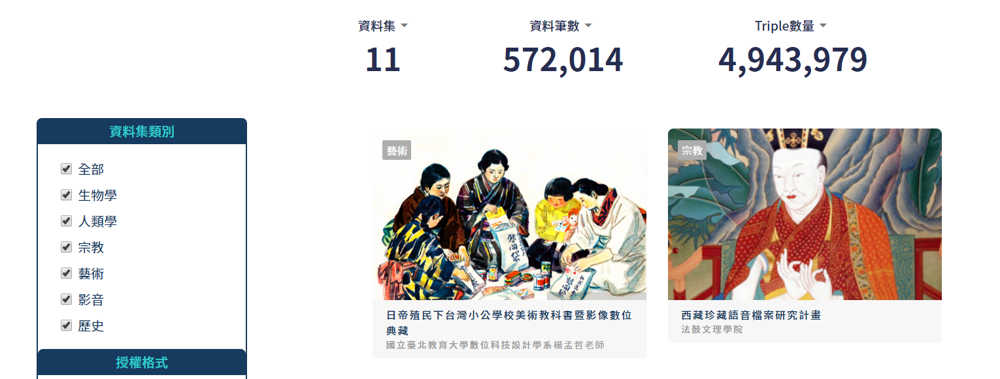 資料集
資料筆數
Triple數量
11
572,014
4,943,979
資料集類別
全部
生物學
人類學
宗教
藝術
影音
歷史
授權格式
藝術
慰問袋
日帝殖民下台灣小公學校美術教科書暨影像數位
典藏
國立臺北教育大學數位科技設計學系楊孟哲老師
宗教
西藏珍藏語音檔案研究計畫
法鼓文理學院